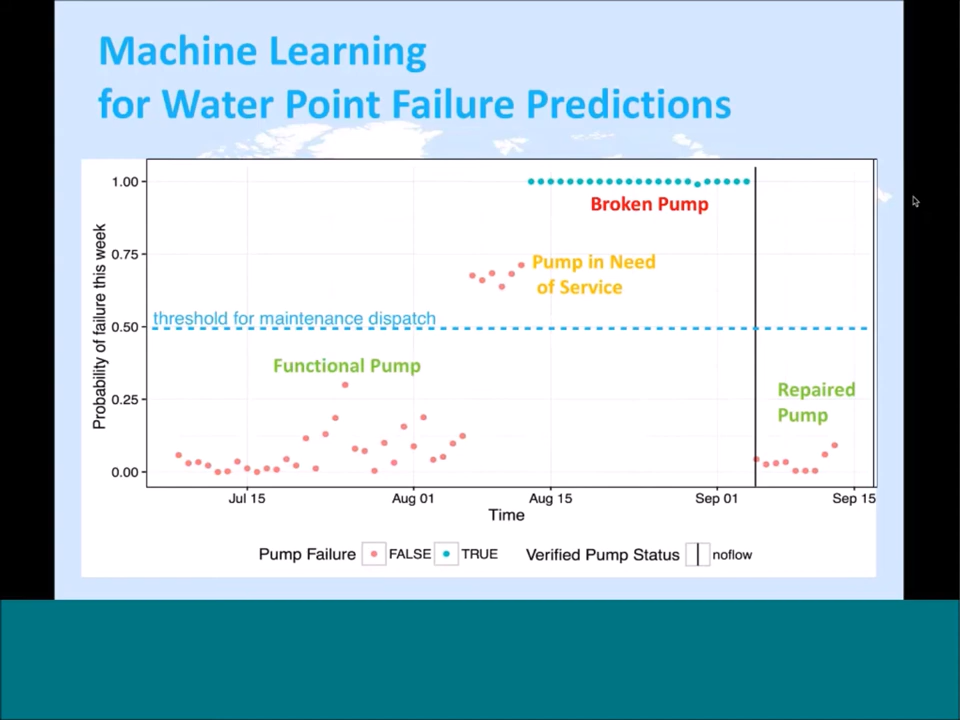 Machine Learning
for Water Point Failure Predictions
Probability of failure this week
1.00
0.75
0.50
0.25
0.00
Broken Pump
Pump in Need
of Service
threshold for maintenance dispatch
Functional Pump
Repaired
Pump
Jul 15
Aug 01
Aug 15
Sep 01
Sep 15
Time
Pump Failure FALSE TRUE Verified Pump Status noflow